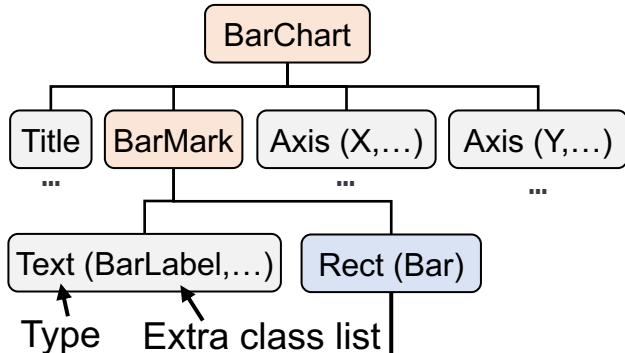 BarChart
Title BarMark Axis (X,...) Axis (Y,...)
... ... ...
Text (BarLabel,...) Rect (Bar)
Type Extra class list